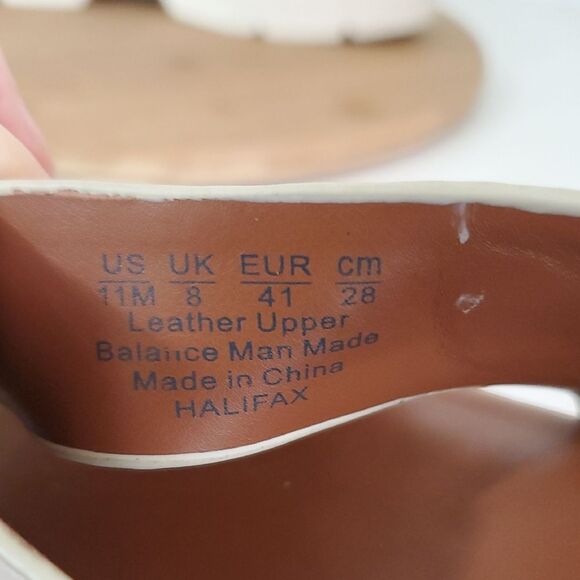 US UK EUR cm
11M 8 41 28
Leather Upper
Balance Man Made
Made in China
HALIFAX